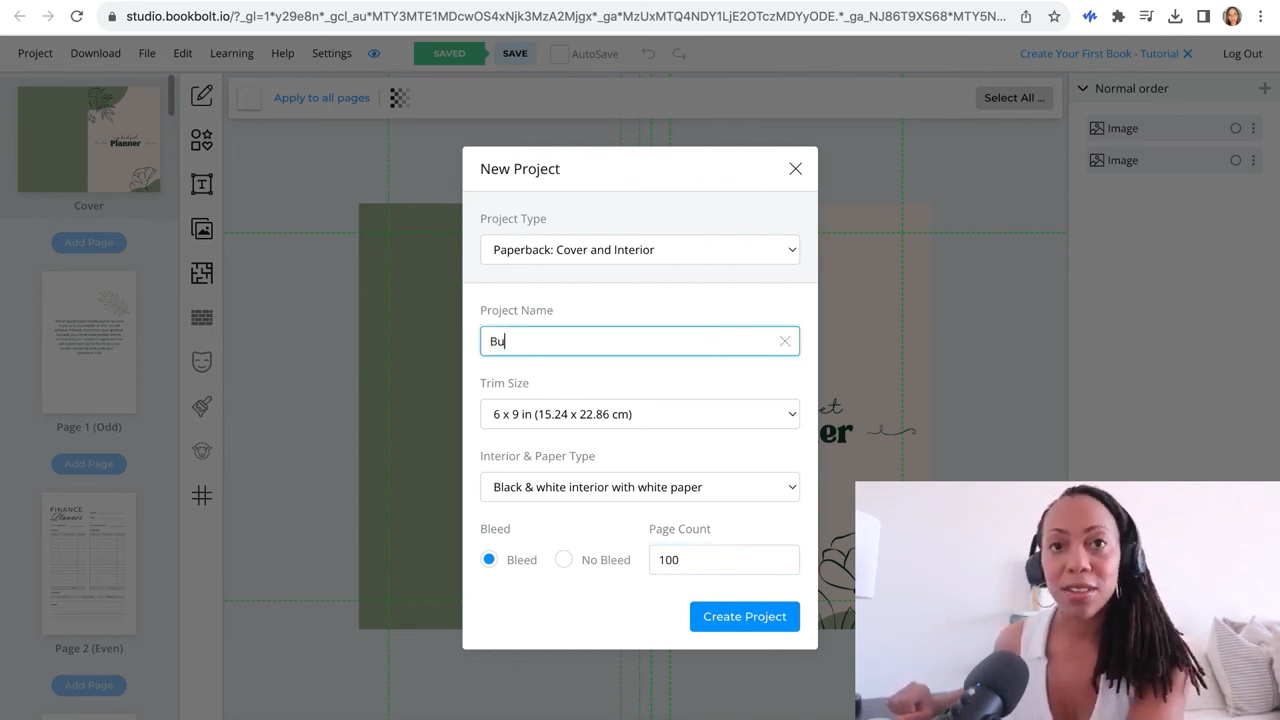 studio.bookbolt.io/?_gl=1*y29e8n*_gcl_au*MTY3MTE1MDcwOS4xNjk3MzA2Mjgx*_ga*MzUxMTQ4NDY1LjE2OTczMDYyODE.*_ga_NJ86T9XS68*MTY5N...
Project Download File Edit Learning Help Settings SAVED SAVE AutoSave Create Your First Book - Tutorial Log Out
Apply to all pages Select All ... Normal order
Planner
Image
Image
Cover
Add Page
Page 1 (Odd)
Add Page
FINANCE
Planner
Page 2 (Even)
Add Page
New Project
Project Type
Paperback: Cover and Interior
Project Name
Bu
Trim Size
6 x 9 in (15.24 x 22.86 cm)
Interior & Paper Type
Black & white interior with white paper
Bleed Page Count
Bleed No Bleed 100
Create Project
et
er